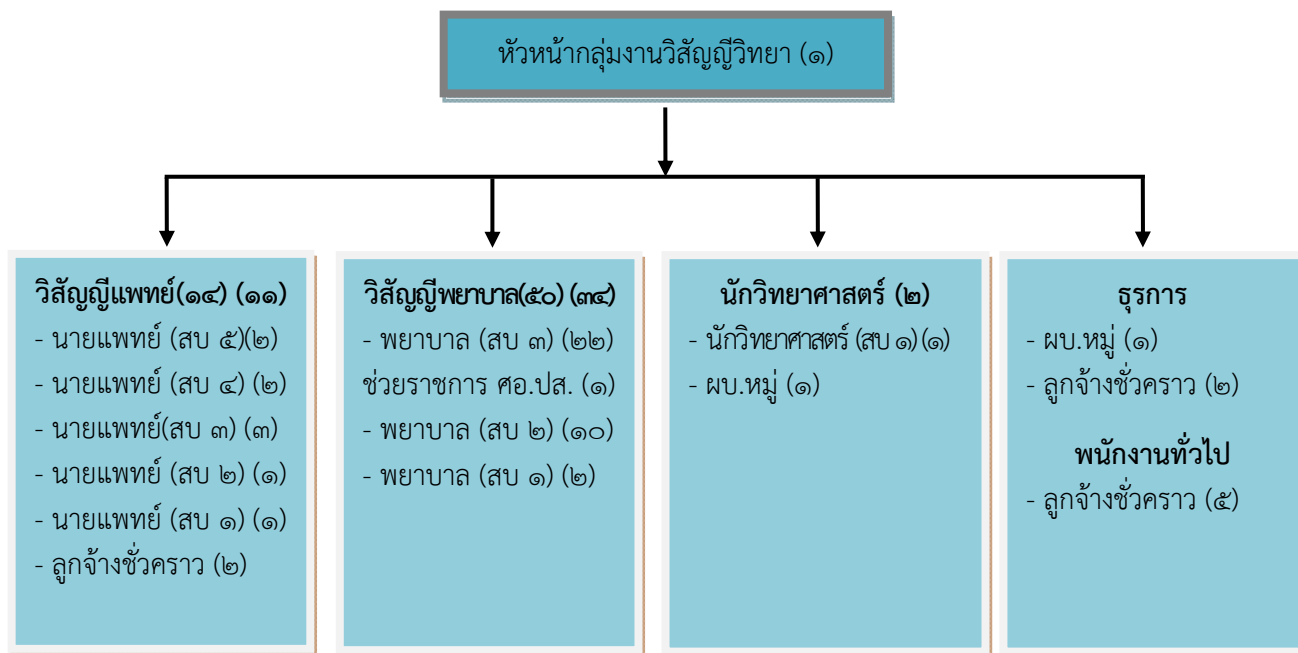 หัวหน้ากลุ่มงานวิสัญญีวิทยา (๑)
วิสัญญีแพทย์(๑๔) (๑๑)
- นายแพทย์ (สบ ๕)(๒)
- นายแพทย์ (สบ ๔) (๒)
- นายแพทย์(สบ ๓) (๓)
- นายแพทย์ (สบ ๒) (๑)
- นายแพทย์ (สบ ๑) (๑)
- ลูกจ้างชั่วคราว (๒)
วิสัญญีพยาบาล(๕๐) (๓๔)
- พยาบาล (สบ ๓) (๒๒)
ช่วยราชการ ศอ.ปส. (๑)
- พยาบาล (สบ ๒) (๑๐)
- พยาบาล (สบ ๑) (๒)
นักวิทยาศาสตร์ (๒)
- นักวิทยาศาสตร์ (สบ ๑) (๑)
- ผบ.หมู่ (๑)
ธุรการ
- ผบ.หมู่ (๑)
- ลูกจ้างชั่วคราว (๒)
พนักงานทั่วไป
- ลูกจ้างชั่วคราว (๕)